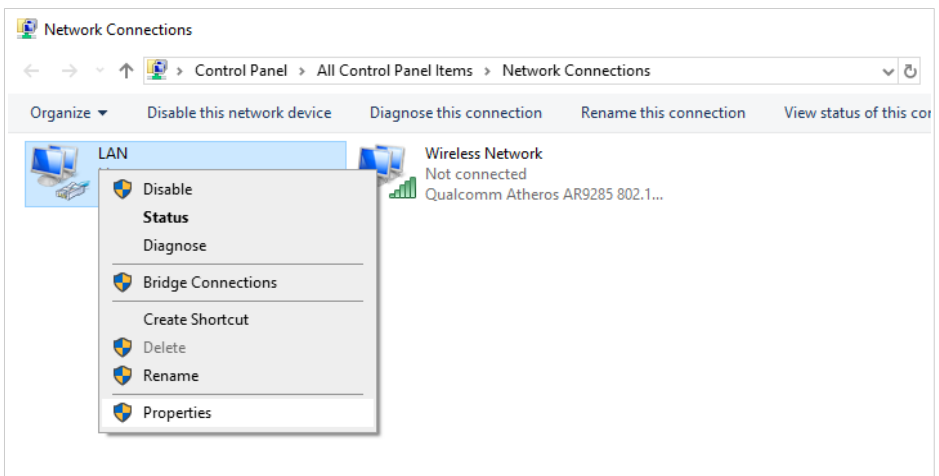 Network Connections
Control Panel > All Control Panel Items > Network Connections
Organize Disable this network device Diagnose this connection Rename this connection View status of this con
LAN
Wireless Network
Not connected
Qualcomm Atheros AR9285 802.1...
Disable
Status
Diagnose
Bridge Connections
Create Shortcut
Delete
Rename
Properties